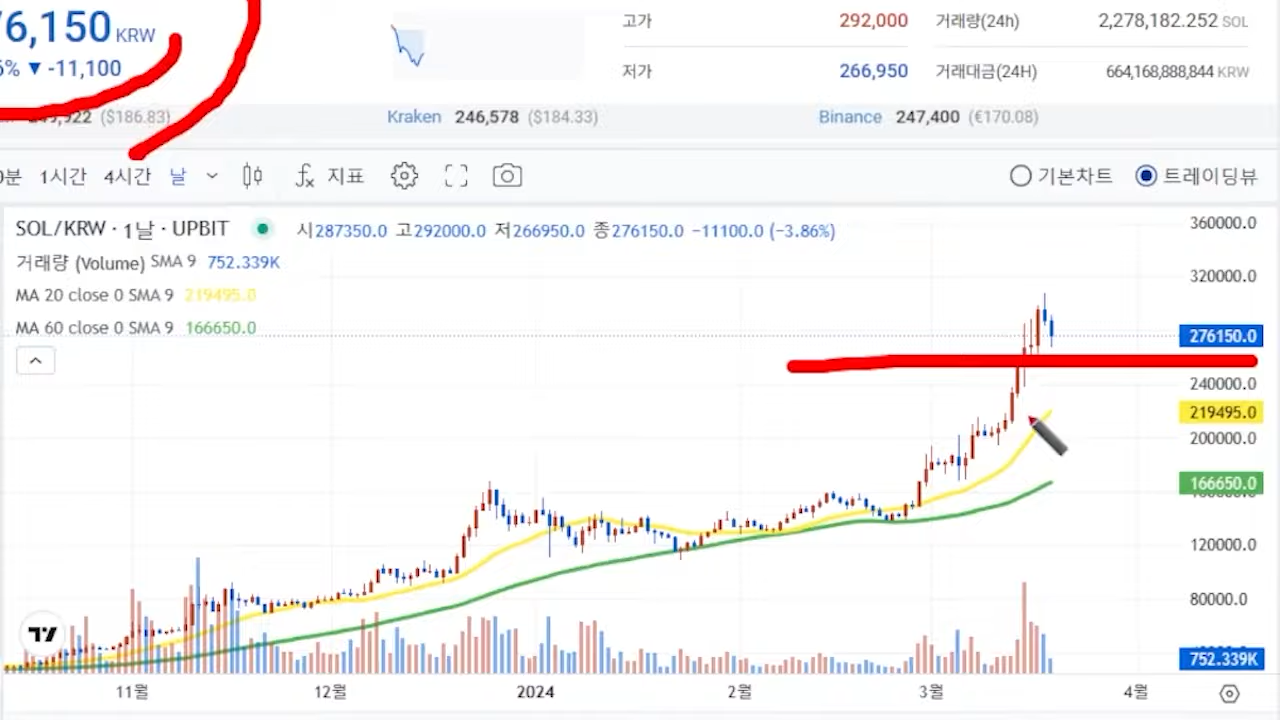 6,150 KRW
6% ▼ -11,100
고가 292,000
저가 266,950
거래량(24h) 2,278,182.252 SOL
거래대금(24H) 664,168,888,844 KRW
($186.83) Kraken 246,578 ($184.33) Binance 247,400 (€170.08)
분 1시간 4시간 날 fx 지표 기본차트 트레이딩뷰
SOL/KRW · 1날 · UPBIT 시287350.0 고292000.0 저266950.0 종276150.0 −11100.0 (−3.86%)
거래량 (Volume) SMA 9 752.339K
MA 20 close 0 SMA 9 219495.0
MA 60 close 0 SMA 9 166650.0
360000.0
320000.0
276150.0
240000.0
219495.0
200000.0
166650.0
120000.0
80000.0
752.339K
11월 12월 2024 2월 3월 4월